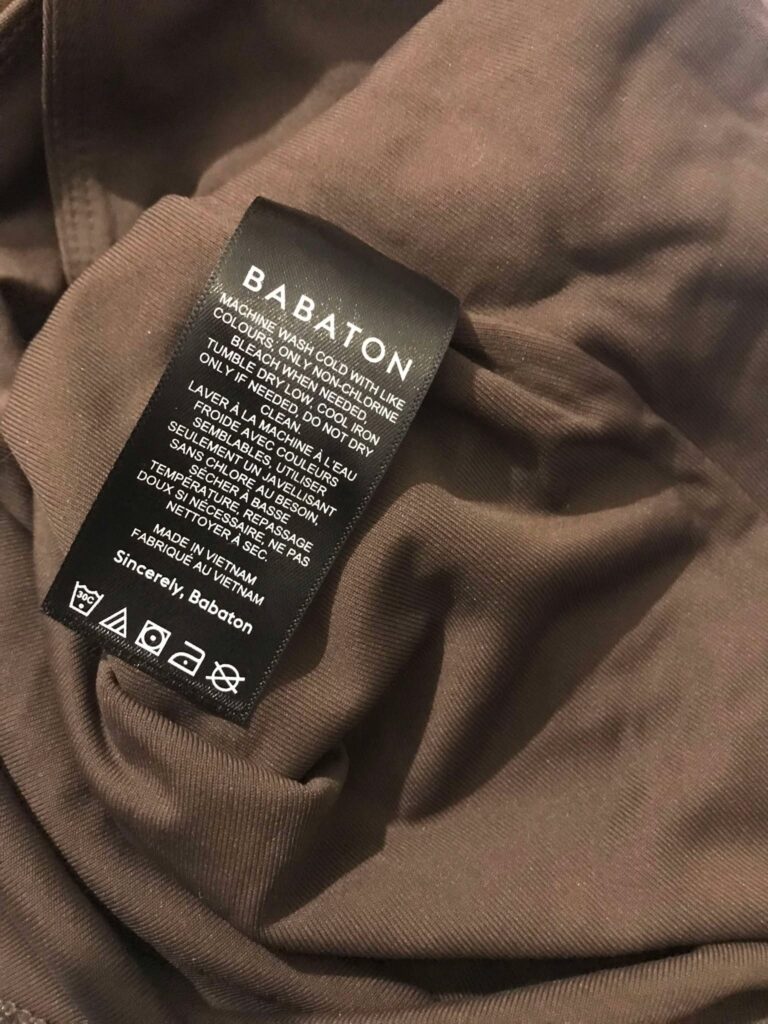 BABATON
MACHINE WASH COLD WITH LIKE
COLOURS, ONLY NON-CHLORINE
BLEACH WHEN NEEDED,
TUMBLE DRY LOW, COOL IRON
ONLY IF NEEDED, DO NOT DRY
CLEAN.
LAVER À LA MACHINE À L'EAU
FROIDE AVEC COULEURS
SEMBLABLES, UTILISER
SEULEMENT UN JAVELLISANT
SANS CHLORE AU BESOIN,
SÉCHER À BASSE
TEMPÉRATURE, REPASSAGE
DOUX SI NÉCESSAIRE, NE PAS
NETTOYER À SEC.
MADE IN VIETNAM
FABRIQUÉ AU VIETNAM
Sincerely, Babaton
30C